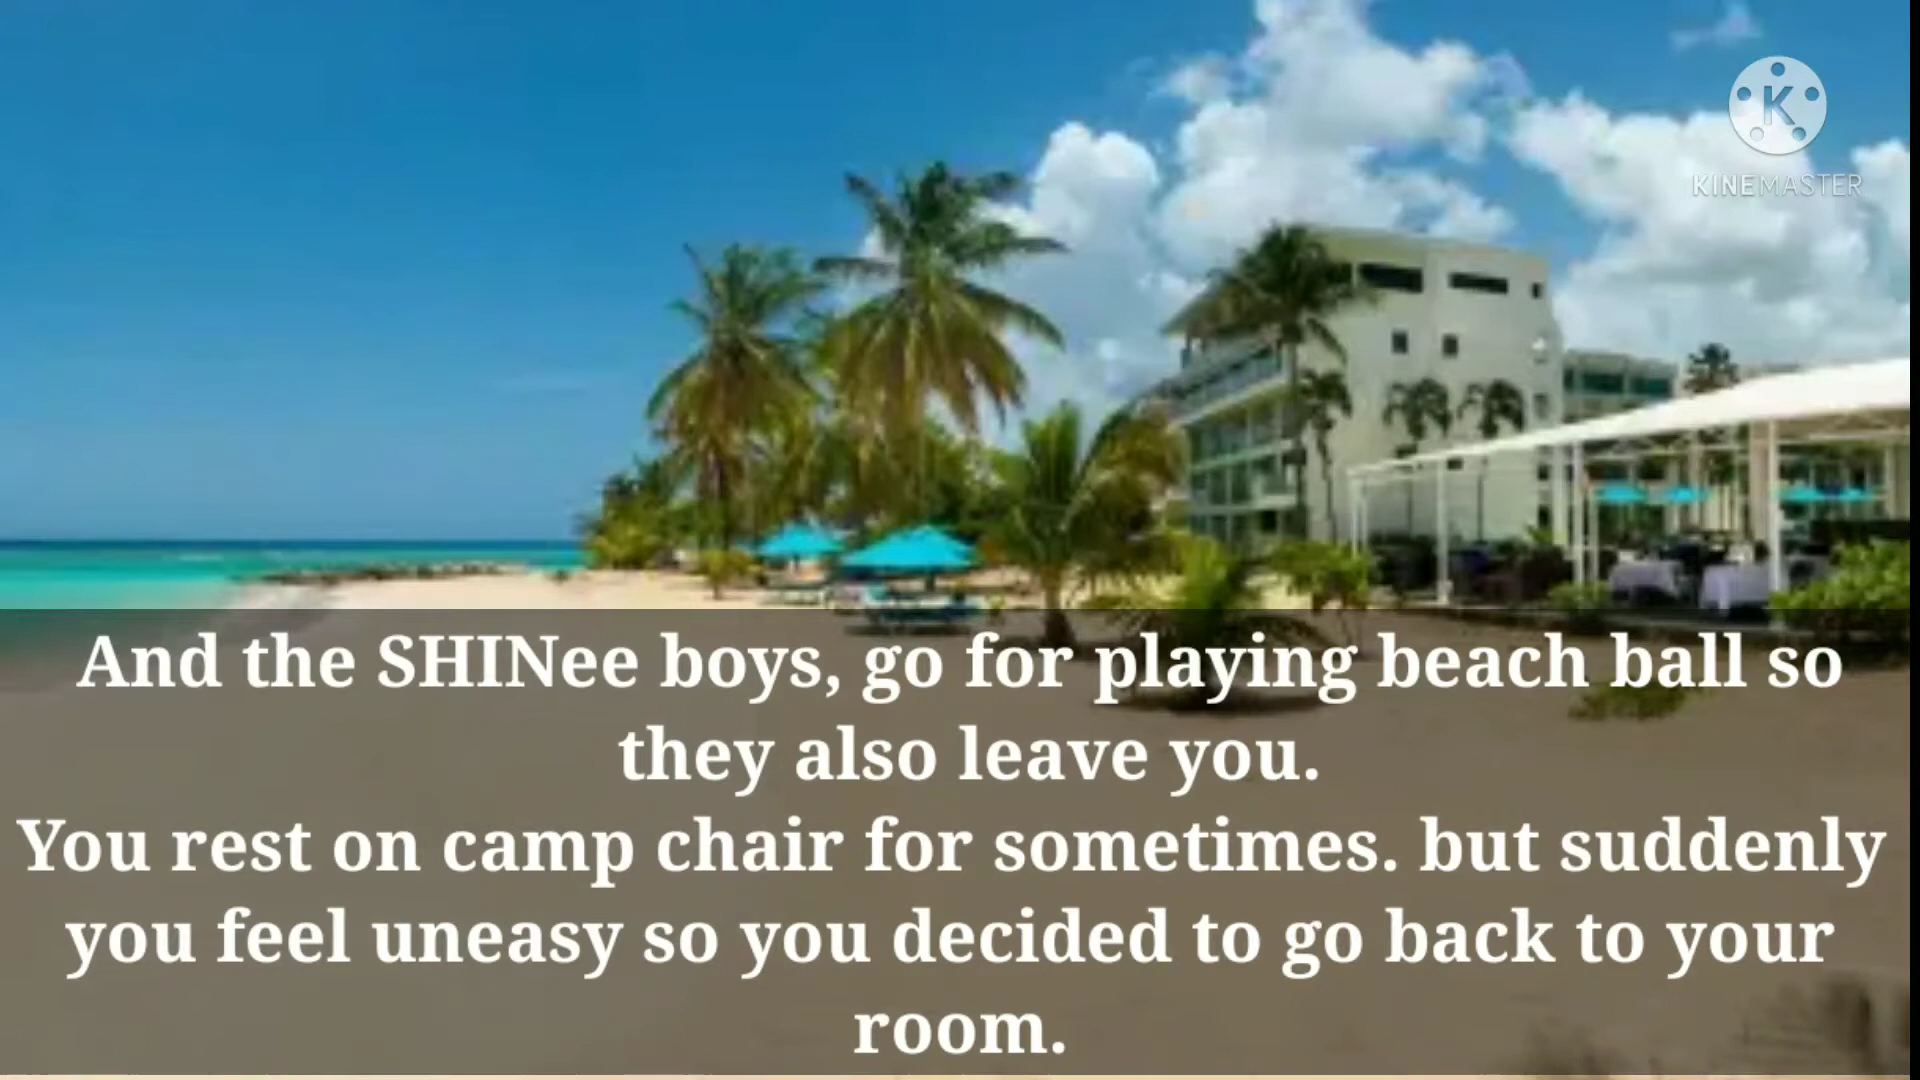 KINEMASTER
And the SHINee boys, go for playing beach ball so
they also leave you.
You rest on camp chair for sometimes. but suddenly
you feel uneasy so you decided to go back to your
room.